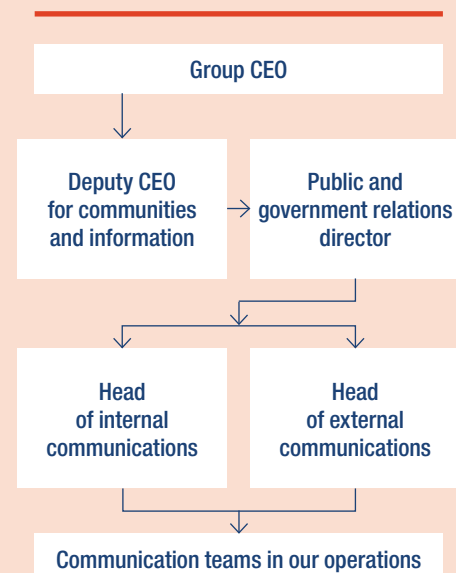 Group CEO
Deputy CEO
for communities
and information
Public and
government relations
director
Head
of internal
communications
Head
of external
communications
Communication teams in our operations